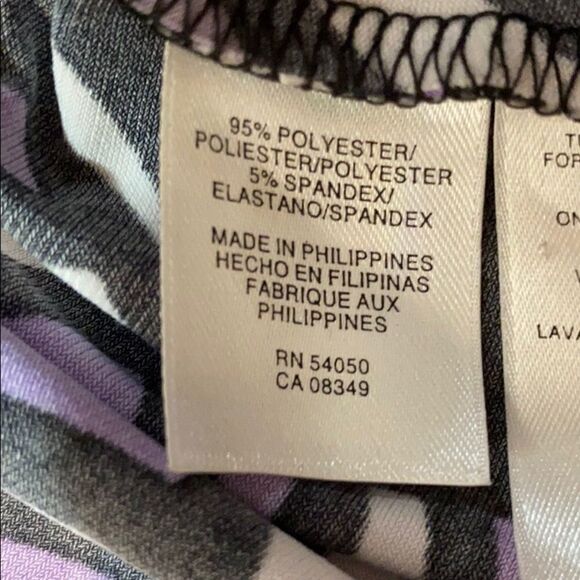 95% POLYESTER/
POLIESTER/POLYESTER
5% SPANDEX/
ELASTANO/SPANDEX
MADE IN PHILIPPINES
HECHO EN FILIPINAS
FABRIQUE AUX
PHILIPPINES
RN 54050
CA 08349
FOR